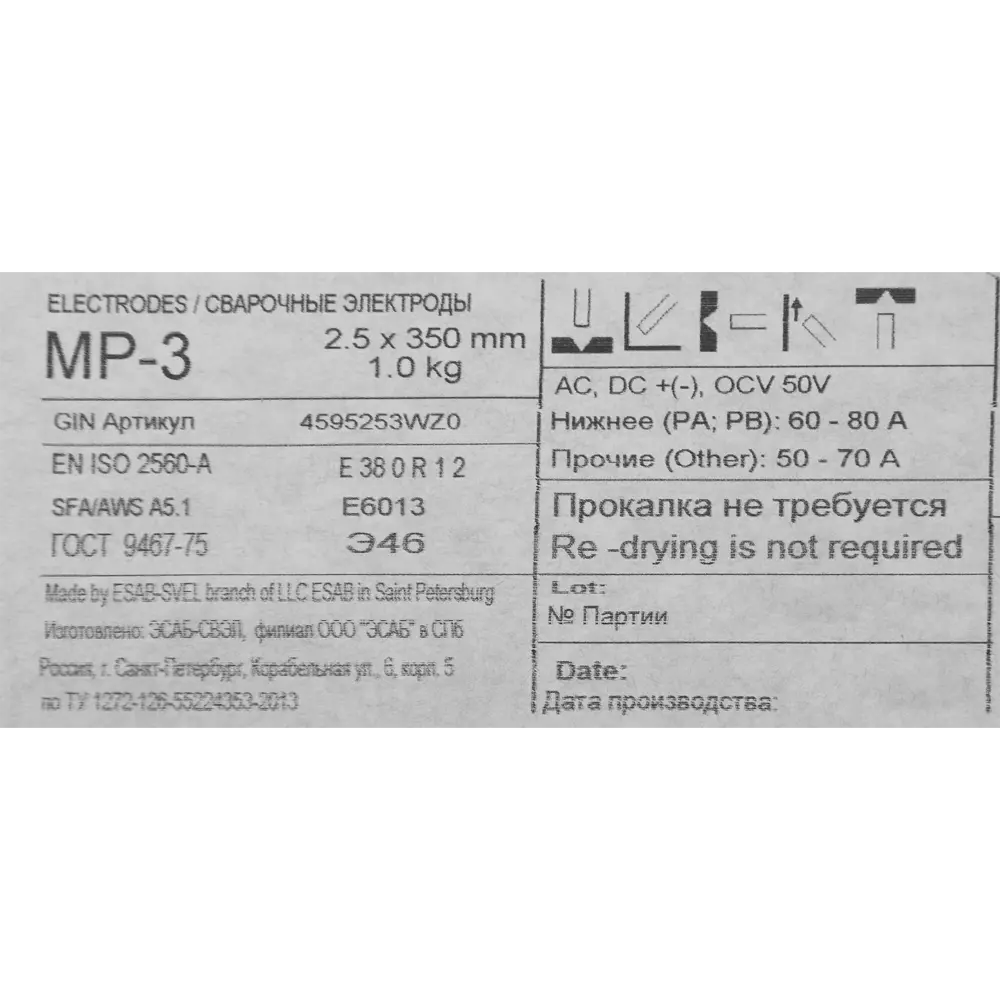 ELECTRODES / СВАРОЧНЫЕ ЭЛЕКТРОДЫ
МР-3
2.5 x 350 mm
1.0 kg
GIN Артикул 4595253WZ0
EN ISO 2560-A E 38 0 R 1 2
SFA/AWS A5.1 E6013
ГОСТ 9467-75 Э46
Made by ESAB-SVEL branch of LLC ESAB in Saint Petersburg
Изготовлено: ЭСАБ-СВЭЛ, филиал ООО "ЭСАБ" в СПб
Россия, г. Санкт-Петербург, Корабельная ул., 6, корп. 5
по ТУ 1272-126-55224353-2013
AC, DC +(-), OCV 50V
Нижнее (PA; PB): 60 - 80 A
Прочие (Other): 50 - 70 A
Прокалка не требуется
Re -drying is not required
Lot:
№ Партии
Date:
Дата производства: